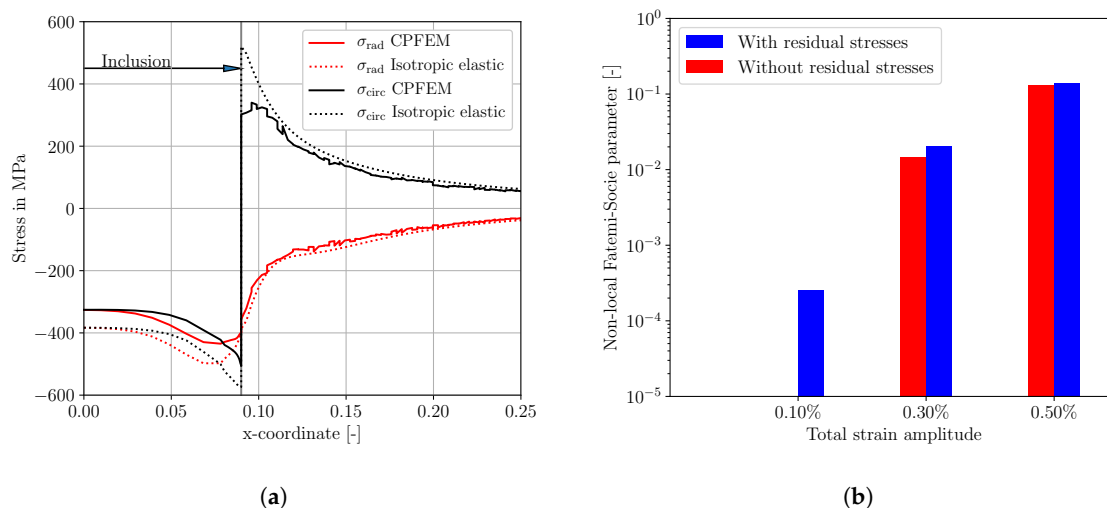 600
400
200
0
−200
−400
−600
0.00
0.05
0.10
0.15
0.20
0.25
x-coordinate [-]
Stress in MPa
Inclusion
σrad CPFEM
σrad Isotropic elastic
σcirc CPFEM
σcirc Isotropic elastic
(a)
10⁰
10⁻¹
10⁻²
10⁻³
10⁻⁴
10⁻⁵
Non-local Fatemi-Socie parameter [-]
With residual stresses
Without residual stresses
0.10%
0.30%
0.50%
Total strain amplitude
(b)